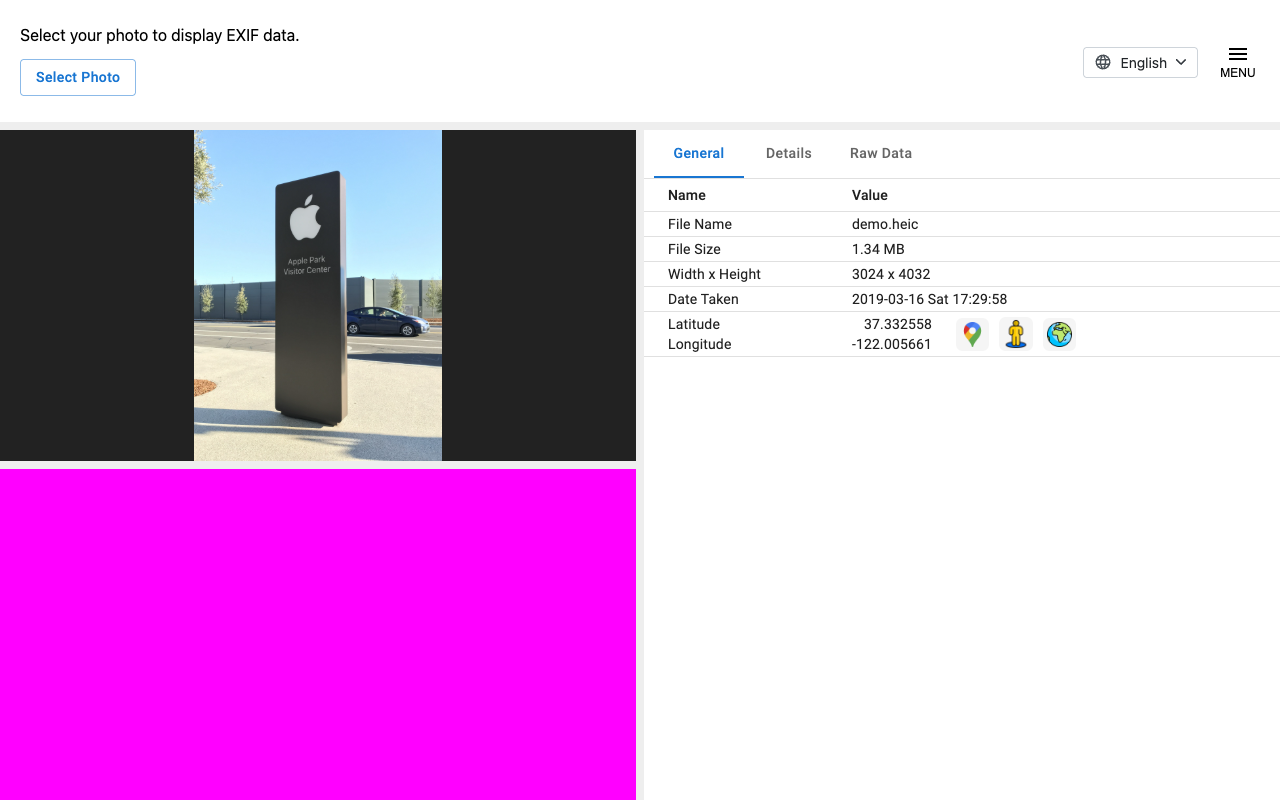 Select your photo to display EXIF data.
Select Photo
English
MENU
Apple Park
Visitor Center
General Details Raw Data
Name Value
File Name demo.heic
File Size 1.34 MB
Width x Height 3024 x 4032
Date Taken 2019-03-16 Sat 17:29:58
Latitude 37.332558
Longitude -122.005661